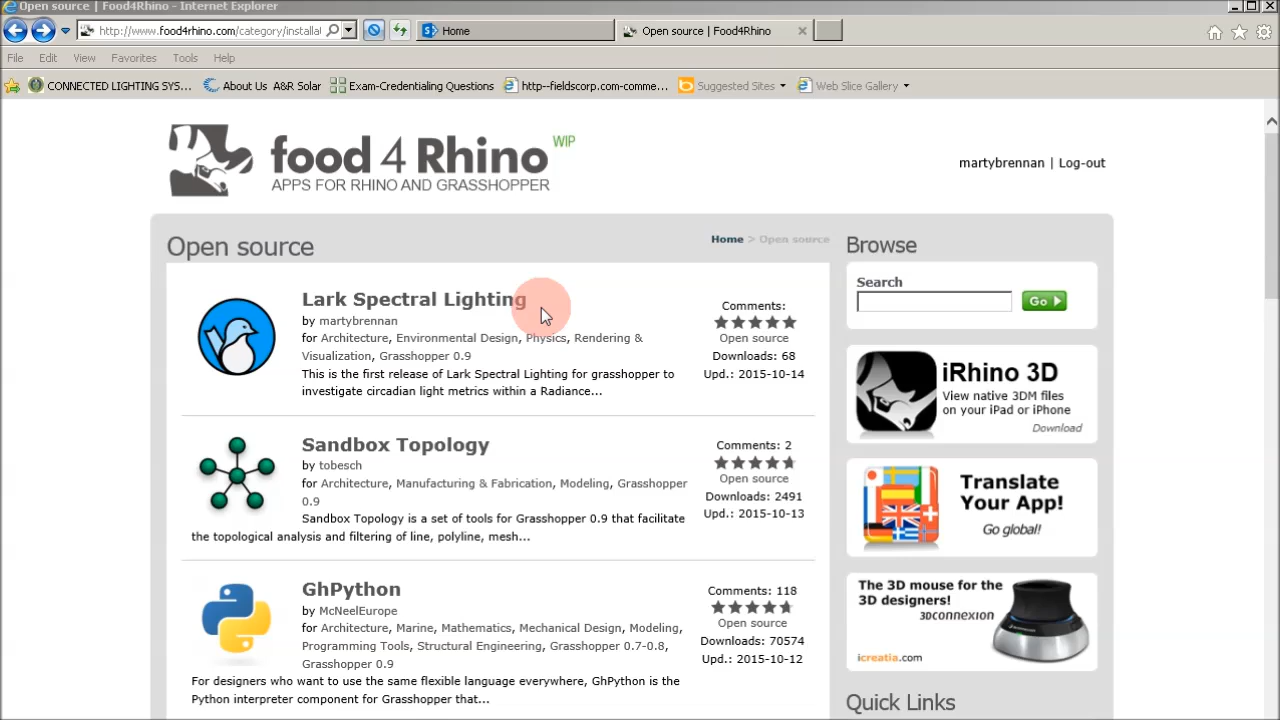 Open source | Food4Rhino - Internet Explorer
http://www.food4rhino.com/category/installal
Home
Open source | Food4Rhino
File Edit View Favorites Tools Help
CONNECTED LIGHTING SYS... About Us A&R Solar Exam-Credentialing Questions http--fieldscorp.com-comme... Suggested Sites Web Slice Gallery
food 4 Rhino WIP
APPS FOR RHINO AND GRASSHOPPER
martybrennan | Log-out
Open source
Home > Open source
Lark Spectral Lighting
by martybrennan
for Architecture, Environmental Design, Physics, Rendering &
Visualization, Grasshopper 0.9
This is the first release of Lark Spectral Lighting for grasshopper to
investigate circadian light metrics within a Radiance...
Comments:
Open source
Downloads: 68
Upd.: 2015-10-14
Sandbox Topology
by tobesch
for Architecture, Manufacturing & Fabrication, Modeling, Grasshopper
0.9
Sandbox Topology is a set of tools for Grasshopper 0.9 that facilitate
the topological analysis and filtering of line, polyline, mesh...
Comments: 2
Open source
Downloads: 2491
Upd.: 2015-10-13
GhPython
by McNeelEurope
for Architecture, Marine, Mathematics, Mechanical Design, Modeling,
Programming Tools, Structural Engineering, Grasshopper 0.7-0.8,
Grasshopper 0.9
For designers who want to use the same flexible language everywhere, GhPython is the
Python interpreter component for Grasshopper that...
Comments: 118
Open source
Downloads: 70574
Upd.: 2015-10-12
Browse
Search
Go
iRhino 3D
View native 3DM files
on your iPad or iPhone
Download
Translate
Your App!
Go global!
The 3D mouse for the
3D designers!
3DCONNEXION
icreatia.com
Quick Links